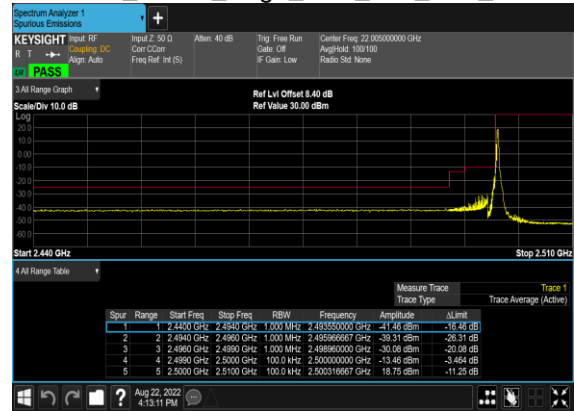 Spectrum Analyzer 1
Spurious Emissions
KEYSIGHT Input: RF Input Z: 50 Ω Atten: 40 dB Trig: Free Run Center Freq: 22.005000000 GHz
R T Coupling: DC Corr CCorr Gate: Off Avg|Hold: 100/100
Align: Auto Freq Ref: Int (S) IF Gain: Low Radio Std: None
LXI PASS
3 All Range Graph
Ref Lvl Offset 8.40 dB
Scale/Div 10.0 dB Ref Value 30.00 dBm
Log
20.0
10.0
0.00
-10.0
-20.0
-30.0
-40.0
-50.0
-60.0
Start 2.440 GHz Stop 2.510 GHz
4 All Range Table
Measure Trace Trace 1
Trace Type Trace Average (Active)
Spur Range Start Freq Stop Freq RBW Frequency Amplitude ΔLimit
1 1 2.4400 GHz 2.4940 GHz 1.000 MHz 2.493550000 GHz -41.46 dBm -16.46 dB
2 2 2.4940 GHz 2.4960 GHz 1.000 MHz 2.495966667 GHz -39.31 dBm -26.31 dB
3 3 2.4960 GHz 2.4990 GHz 1.000 MHz 2.498960000 GHz -30.08 dBm -20.08 dB
4 4 2.4990 GHz 2.5000 GHz 100.0 kHz 2.500000000 GHz -13.46 dBm -3.464 dB
5 5 2.5000 GHz 2.5100 GHz 100.0 kHz 2.500316667 GHz 18.75 dBm -11.25 dB
Aug 22, 2022
4:13:11 PM